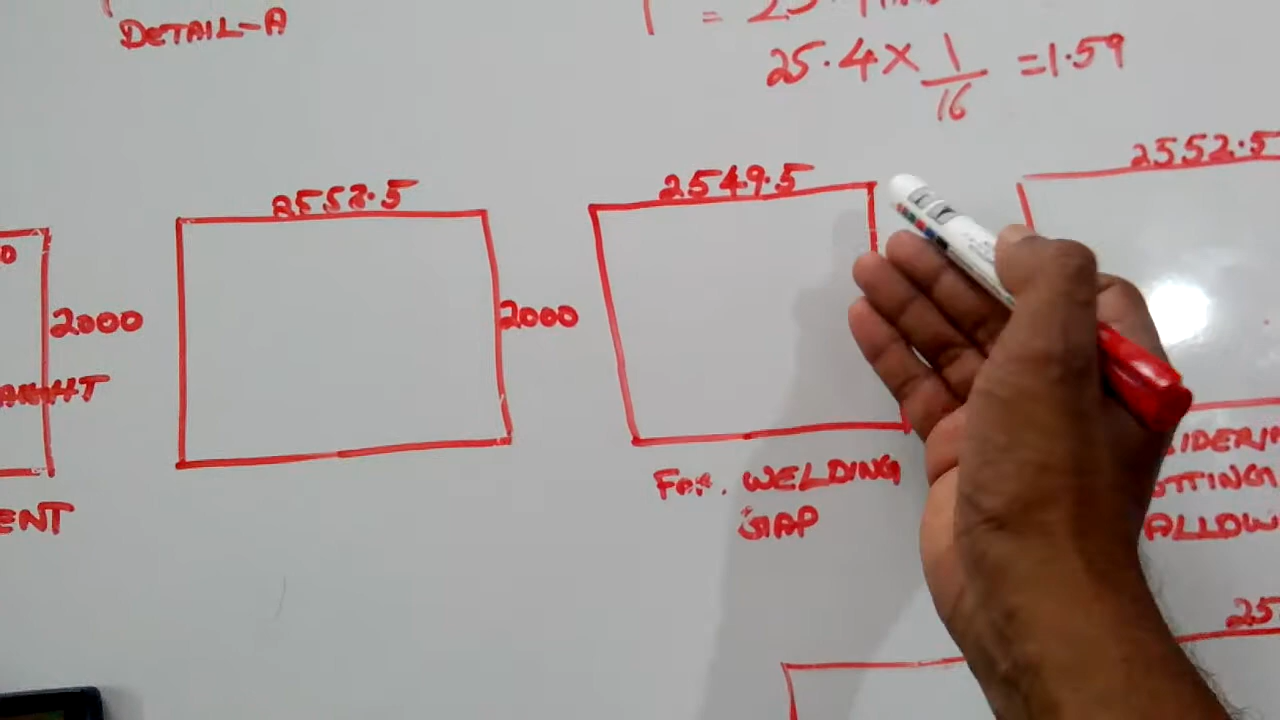 DETAIL-A
25.4 × 1/16 = 1.59
2552.5
2549.5
2552.5
2000
2000
For. WELDING
GAP
ENT
ALLOW